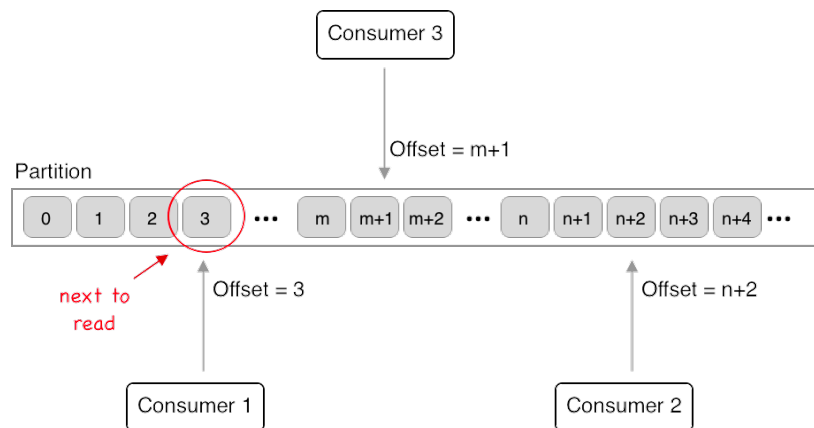 Consumer 3
Offset = m+1
Partition
0 1 2 3 ••• m m+1 m+2 ••• n n+1 n+2 n+3 n+4 •••
next to
read
Offset = 3
Offset = n+2
Consumer 1
Consumer 2